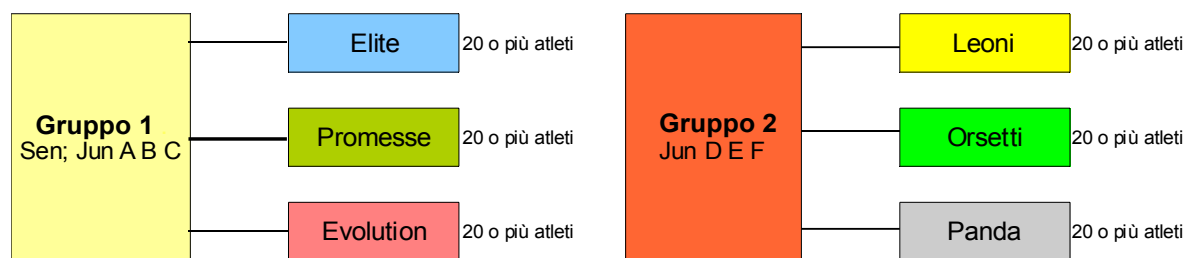 Gruppo 1
Sen; Jun A B C
Elite
20 o più atleti
Promesse
20 o più atleti
Evolution
20 o più atleti
Gruppo 2
Jun D E F
Leoni
20 o più atleti
Orsetti
20 o più atleti
Panda
20 o più atleti